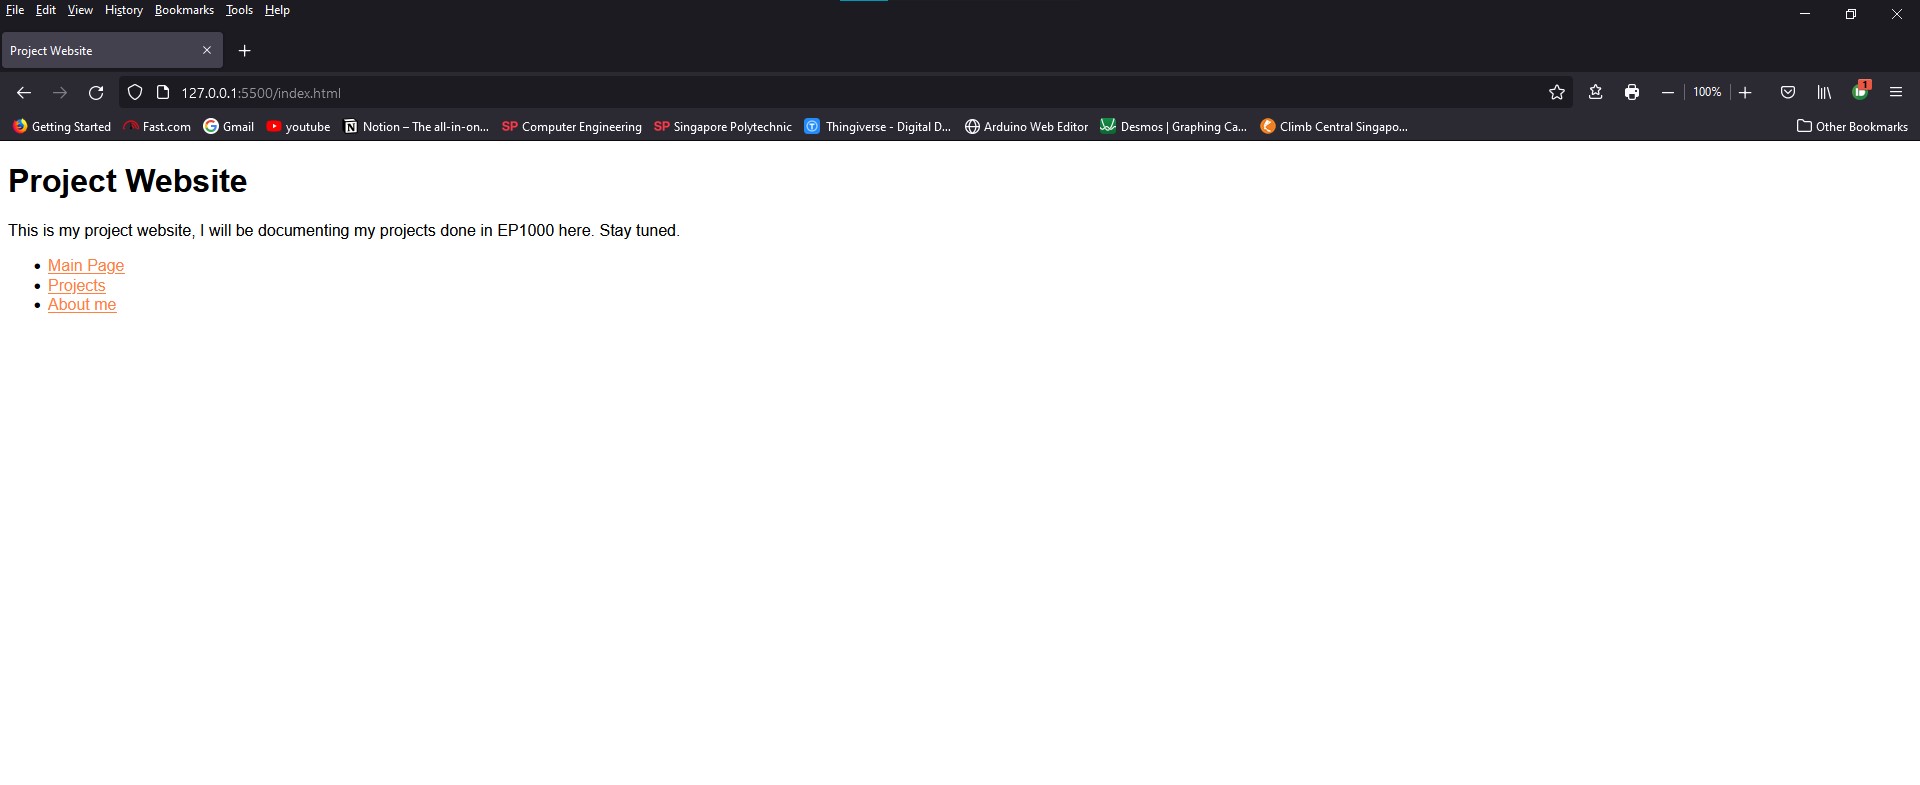 File Edit View History Bookmarks Tools Help
Project Website
127.0.0.1:5500/index.html 100% 1
Getting Started Fast.com Gmail youtube Notion – The all-in-on... SP Computer Engineering SP Singapore Polytechnic Thingiverse - Digital D... Arduino Web Editor Desmos | Graphing Ca... Climb Central Singapo... Other Bookmarks
Project Website
This is my project website, I will be documenting my projects done in EP1000 here. Stay tuned.
Main Page
Projects
About me